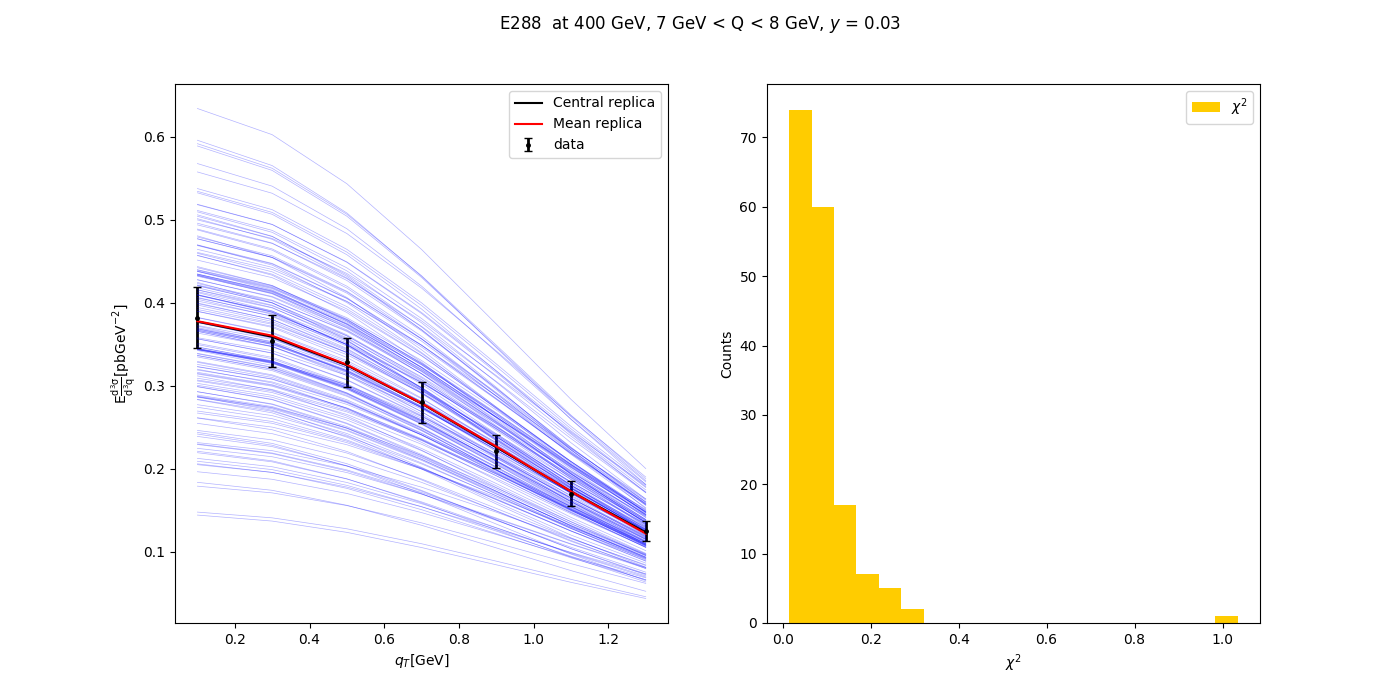 E288  at 400 GeV, 7 GeV < Q < 8 GeV, y = 0.03
Central replica
Mean replica
data
0.6
0.5
0.4
0.3
0.2
0.1
E d³σ/d³q [pbGeV⁻²]
0.2
0.4
0.6
0.8
1.0
1.2
q_T[GeV]
χ²
70
60
50
40
30
20
10
0
Counts
0.0
0.2
0.4
0.6
0.8
1.0
χ²